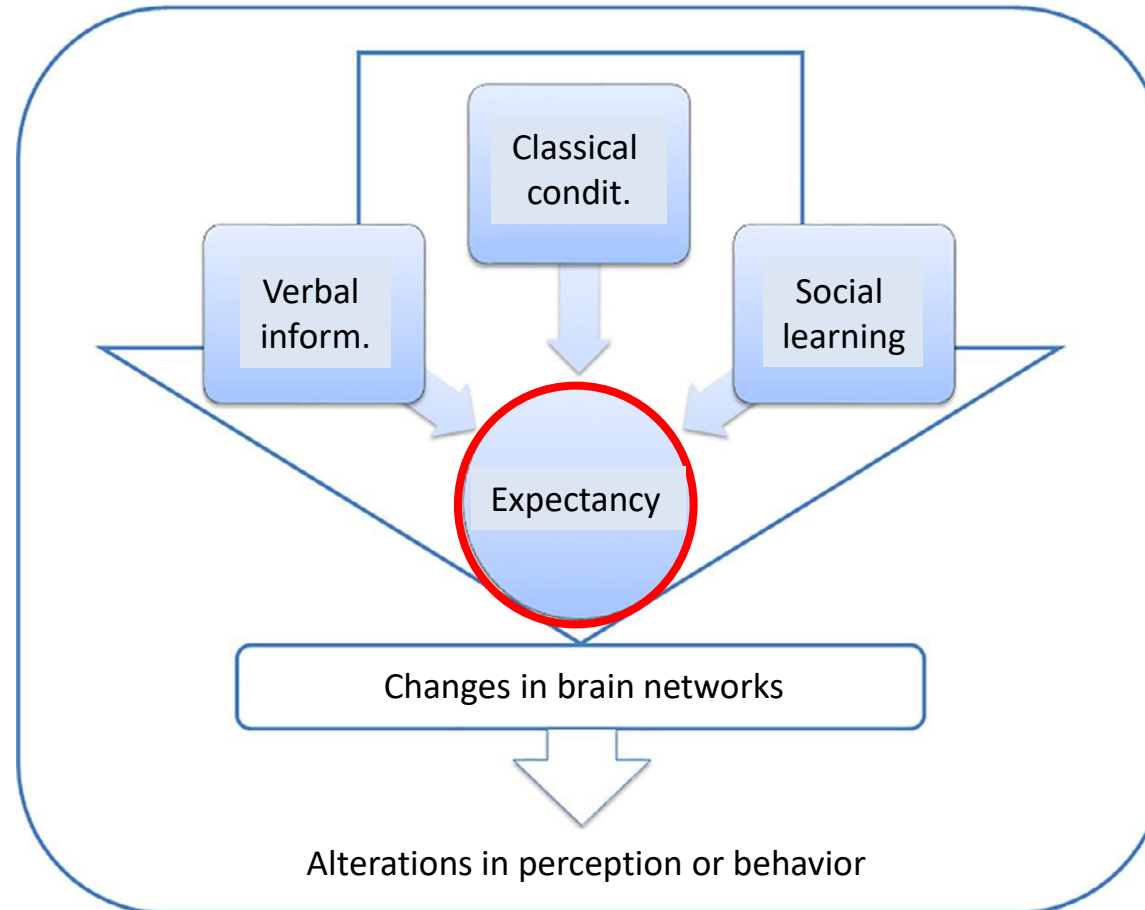 Classical
condit.
Verbal
inform.
Social
learning
Expectancy
Changes in brain networks
Alterations in perception or behavior